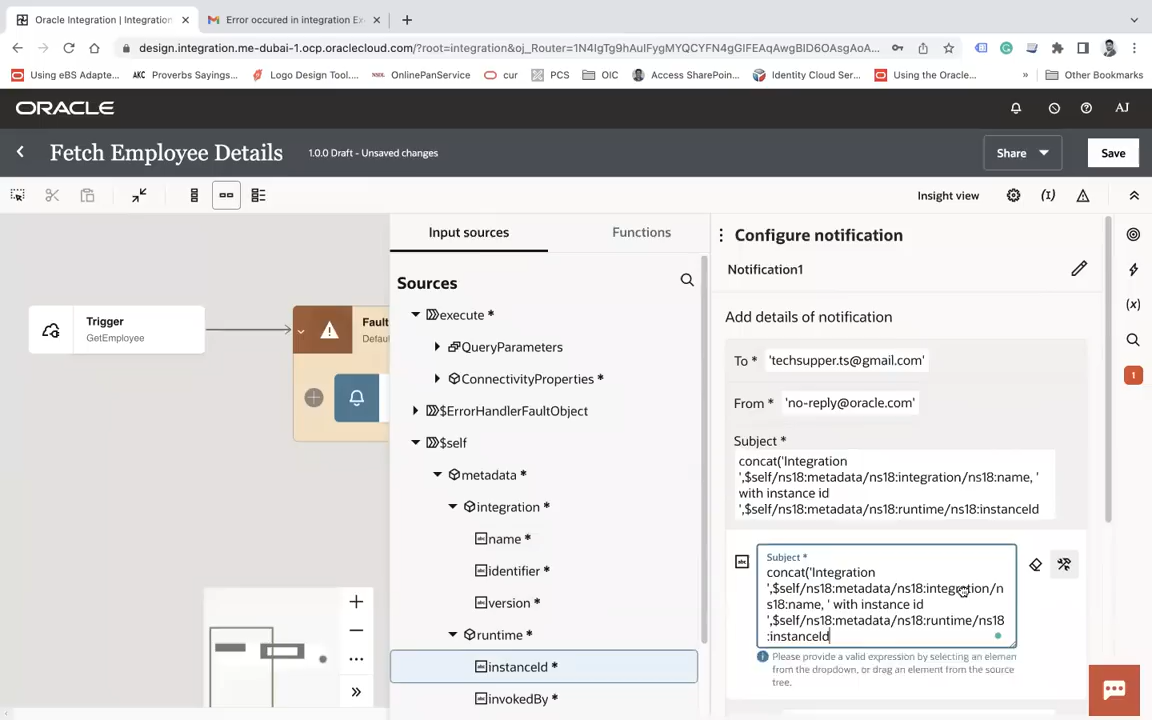 Oracle Integration | Integration
Error occured in integration Ex
design.integration.me-dubai-1.ocp.oraclecloud.com/?root=integration&oj_Router=1N4IgTg9hAuIFygMYQCYFN4gGIFEAqAwgBID6OAsgAoA...
Using eBS Adapte...
AKC Proverbs Sayings...
Logo Design Tool....
NSDL OnlinePanService
cur
PCS
OIC
Access SharePoin...
Identity Cloud Ser...
Using the Oracle...
»
Other Bookmarks
ORACLE
AJ
Fetch Employee Details
1.0.0 Draft - Unsaved changes
Share
Save
Insight view
Trigger
GetEmployee
Fault
Defau
Input sources
Functions
Sources
execute *
QueryParameters
ConnectivityProperties *
$ErrorHandlerFaultObject
$self
metadata *
integration *
name *
identifier *
version *
runtime *
instanceId *
invokedBy *
Configure notification
Notification1
Add details of notification
To * 'techsupper.ts@gmail.com'
From * 'no-reply@oracle.com'
Subject *
concat('Integration
',$self/ns18:metadata/ns18:integration/ns18:name, '
with instance id
',$self/ns18:metadata/ns18:runtime/ns18:instanceId
Subject *
concat('Integration
',$self/ns18:metadata/ns18:integration/n
s18:name, ' with instance id
',$self/ns18:metadata/ns18:runtime/ns18
:instanceId
Please provide a valid expression by selecting an elemen
from the dropdown, or drag an element from the source
tree.
1